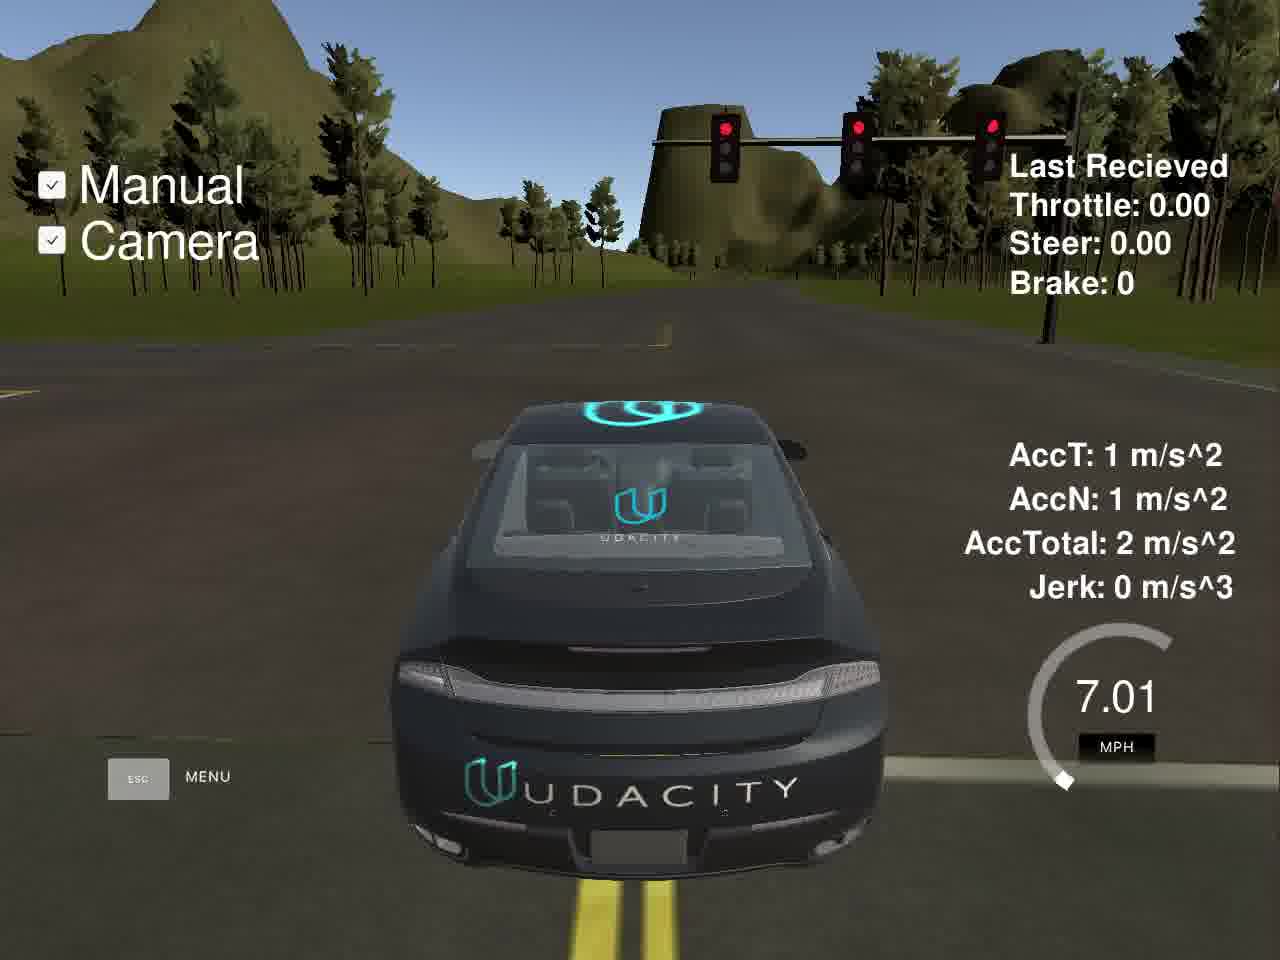 Manual
Camera
Last Recieved
Throttle: 0.00
Steer: 0.00
Brake: 0
AccT: 1 m/s^2
AccN: 1 m/s^2
AccTotal: 2 m/s^2
Jerk: 0 m/s^3
7.01
MPH
ESC MENU
UDACITY
UDACITY